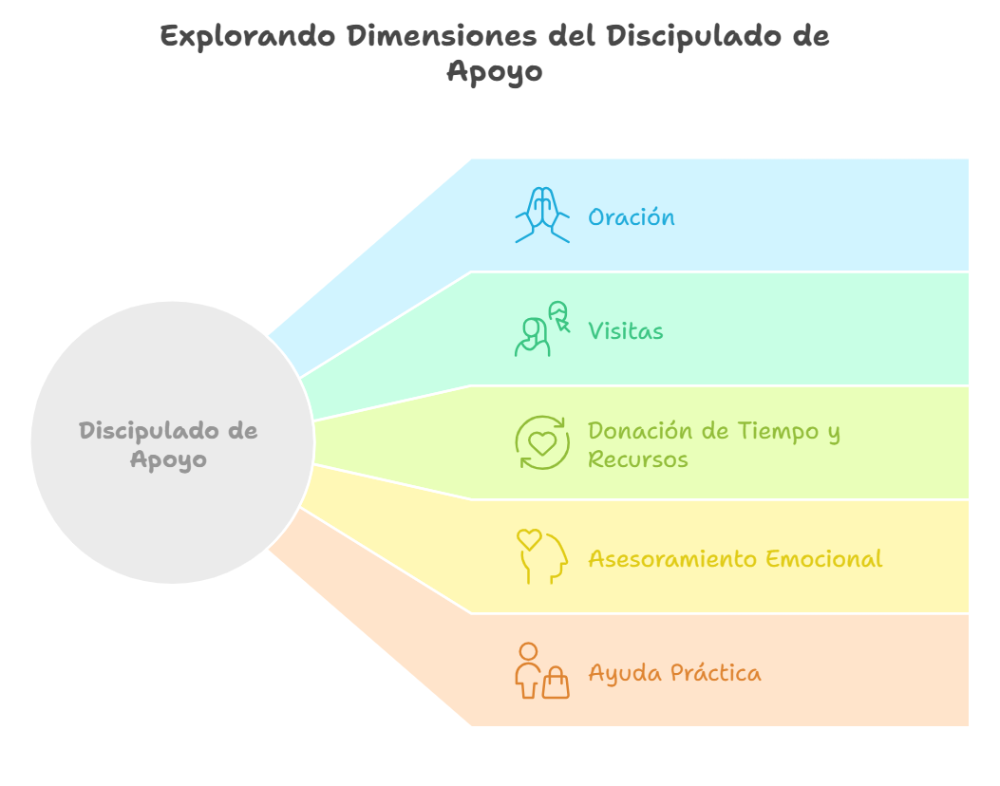 Explorando Dimensiones del Discipulado de
Apoyo
Discipulado de
Apoyo
Oración
Visitas
Donación de Tiempo y
Recursos
Asesoramiento Emocional
Ayuda Práctica